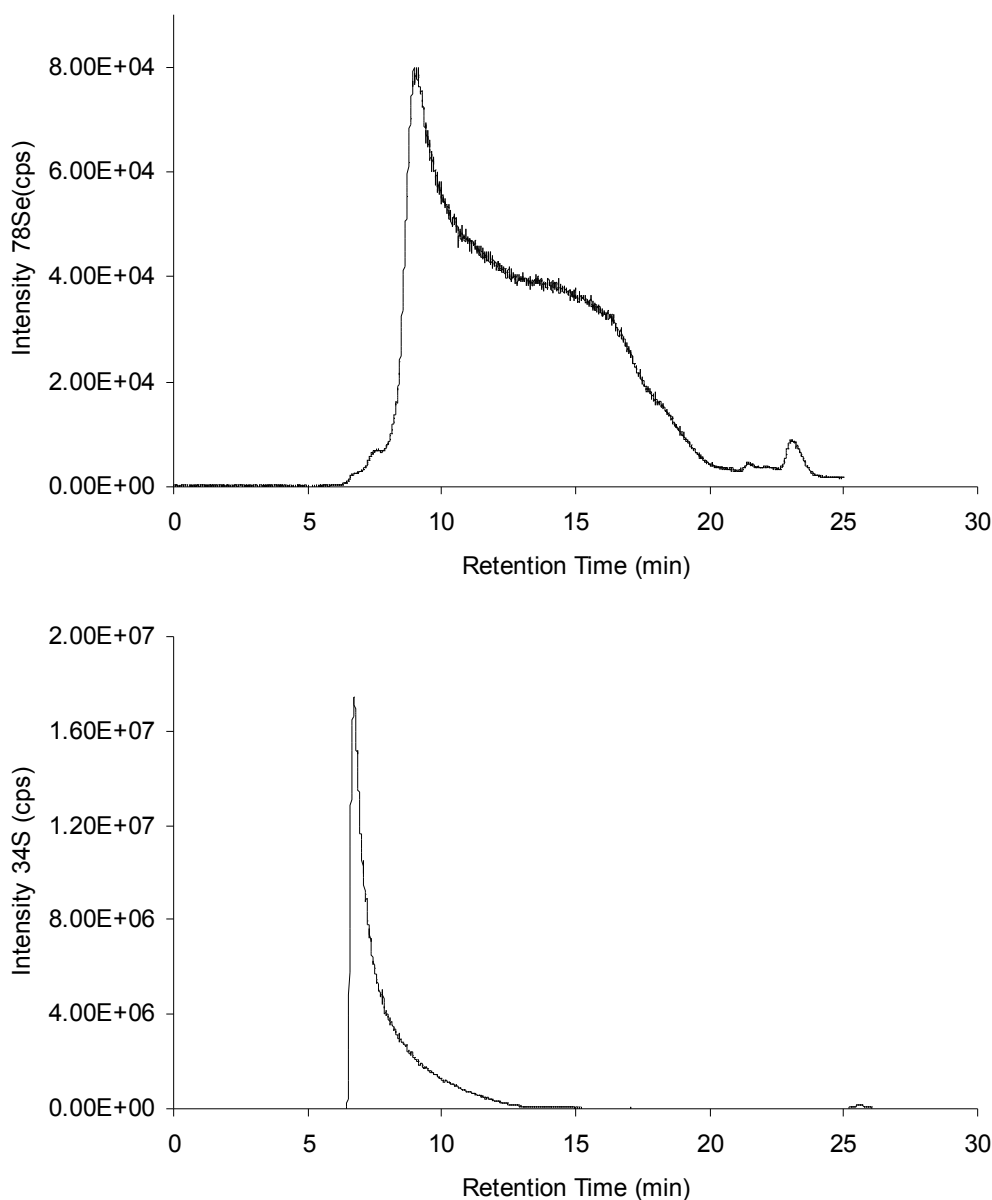 Intensity 78Se(cps)
8.00E+04
6.00E+04
4.00E+04
2.00E+04
0.00E+00
0 5 10 15 20 25 30
Retention Time (min)
Intensity 34S (cps)
2.00E+07
1.60E+07
1.20E+07
8.00E+06
4.00E+06
0.00E+00
0 5 10 15 20 25 30
Retention Time (min)